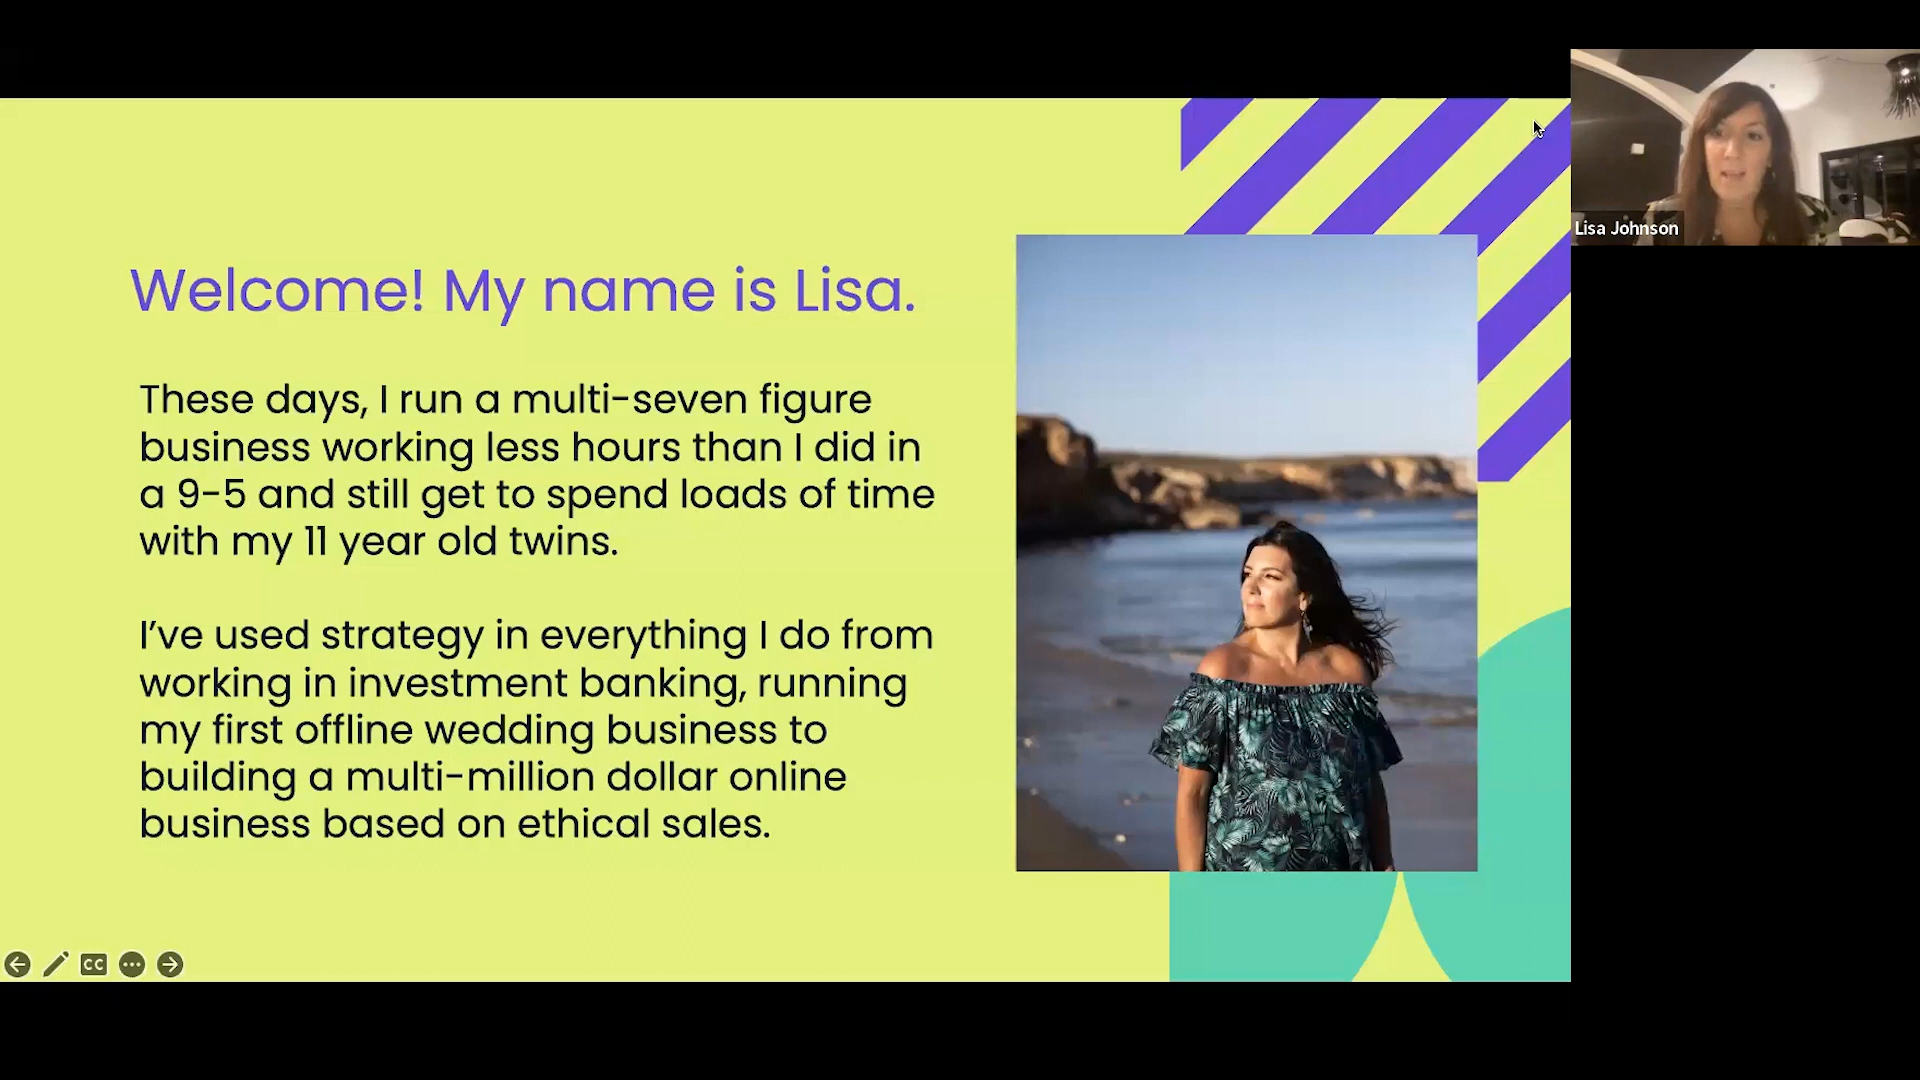 Welcome! My name is Lisa.
These days, I run a multi-seven figure
business working less hours than I did in
a 9-5 and still get to spend loads of time
with my 11 year old twins.
I’ve used strategy in everything I do from
working in investment banking, running
my first offline wedding business to
building a multi-million dollar online
business based on ethical sales.
Lisa Johnson
CC